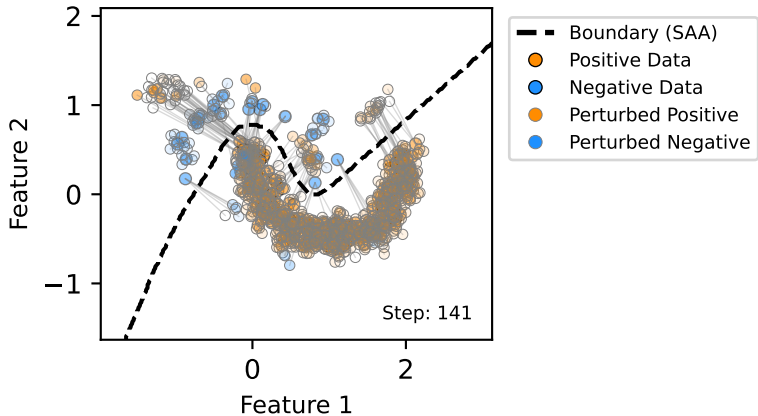 2
1
0
−1
Feature 2
0
2
Feature 1
Step: 141
Boundary (SAA)
Positive Data
Negative Data
Perturbed Positive
Perturbed Negative